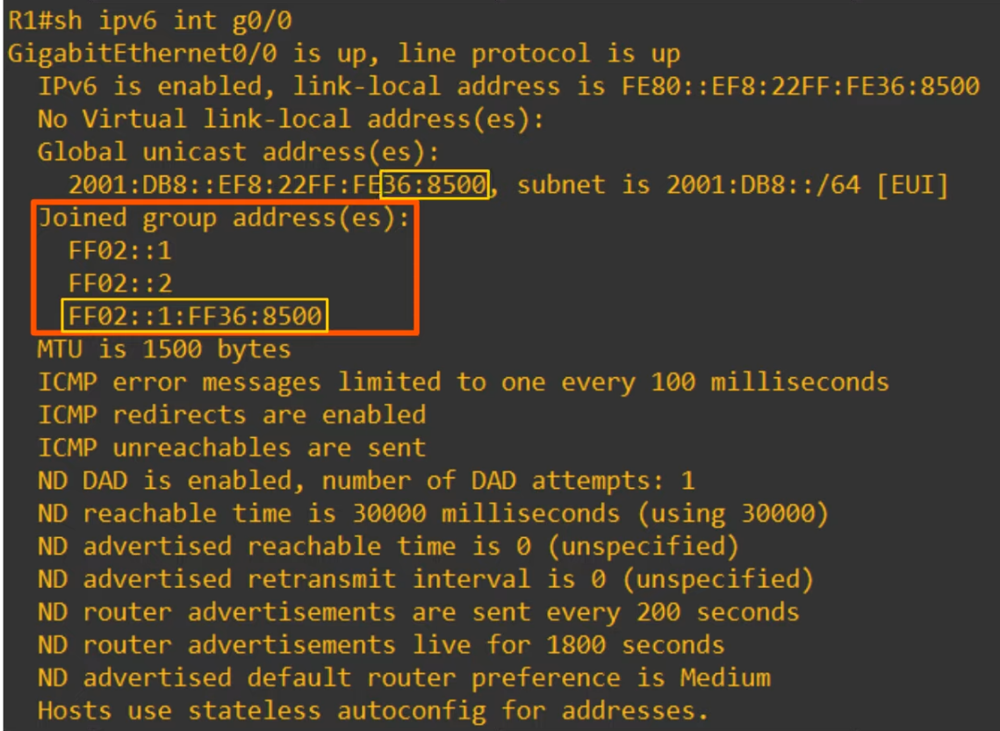 R1#sh ipv6 int g0/0
GigabitEthernet0/0 is up, line protocol is up
IPv6 is enabled, link-local address is FE80::EF8:22FF:FE36:8500
No Virtual link-local address(es):
Global unicast address(es):
2001:DB8::EF8:22FF:FE36:8500, subnet is 2001:DB8::/64 [EUI]
Joined group address(es):
FF02::1
FF02::2
FF02::1:FF36:8500
MTU is 1500 bytes
ICMP error messages limited to one every 100 milliseconds
ICMP redirects are enabled
ICMP unreachables are sent
ND DAD is enabled, number of DAD attempts: 1
ND reachable time is 30000 milliseconds (using 30000)
ND advertised reachable time is 0 (unspecified)
ND advertised retransmit interval is 0 (unspecified)
ND router advertisements are sent every 200 seconds
ND router advertisements live for 1800 seconds
ND advertised default router preference is Medium
Hosts use stateless autoconfig for addresses.